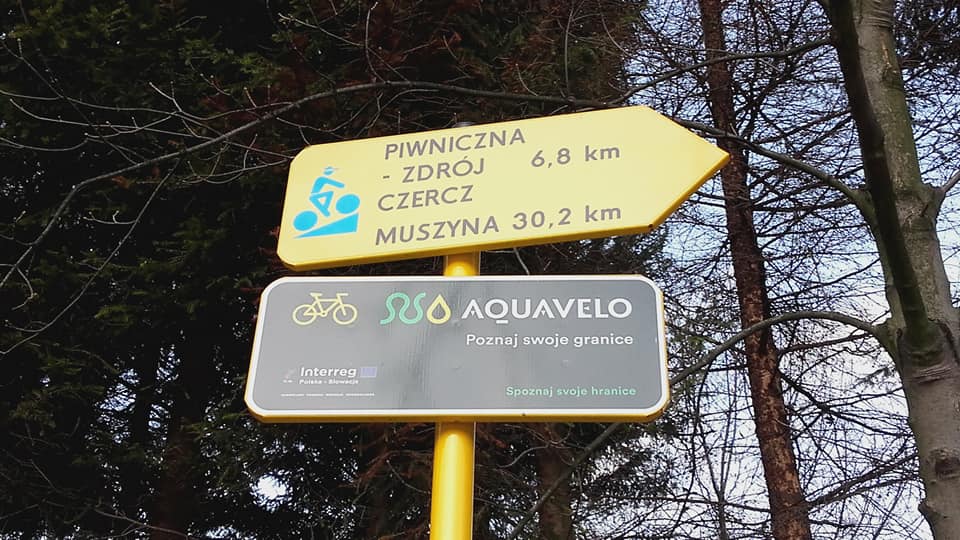 PIWNICZNA
- ZDRÓJ 6,8 km
CZERCZ
MUSZYNA 30,2 km
AQUAVELO
Poznaj swoje granice
Interreg
Polska - Słowacja
Spoznaj svoje hranice